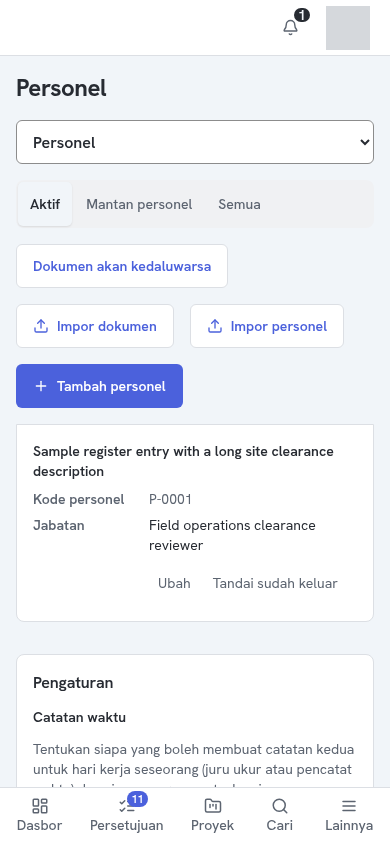 1
Personel
Personel
Aktif Mantan personel Semua
Dokumen akan kedaluwarsa
Impor dokumen Impor personel
Tambah personel
Sample register entry with a long site clearance
description
Kode personel P-0001
Jabatan Field operations clearance
reviewer
Ubah Tandai sudah keluar
Pengaturan
Catatan waktu
Tentukan siapa yang boleh membuat catatan kedua
untuk hari kerja seseorang (juru ukur atau pencatat
11
Dasbor Persetujuan Proyek Cari Lainnya